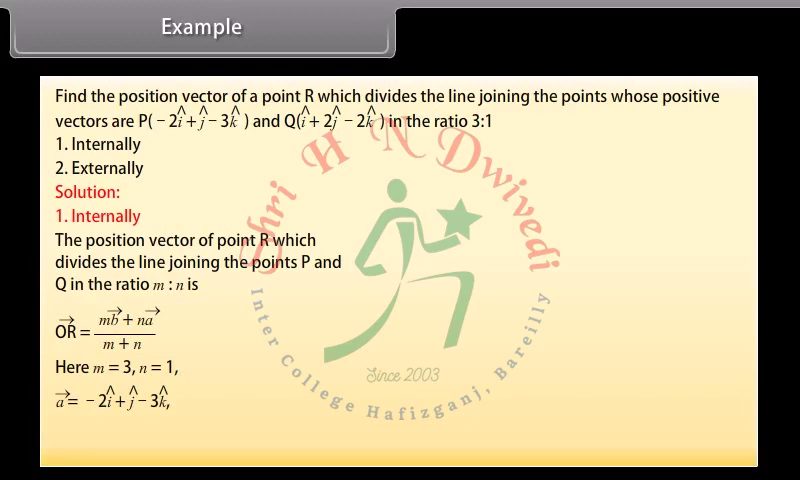 Example
Find the position vector of a point R which divides the line joining the points whose positive
vectors are P( − 2î + ĵ − 3k̂ ) and Q(î + 2ĵ − 2k̂ ) in the ratio 3:1
1. Internally
2. Externally
Solution:
1. Internally
The position vector of point R which
divides the line joining the points P and
Q in the ratio m : n is
OR⃗ = (mb⃗ + na⃗) / (m + n)
Here m = 3, n = 1,
a⃗ = − 2î + ĵ − 3k̂,
Shri H N Dwivedi
Since 2003
Inter College Hafizganj, Bareilly